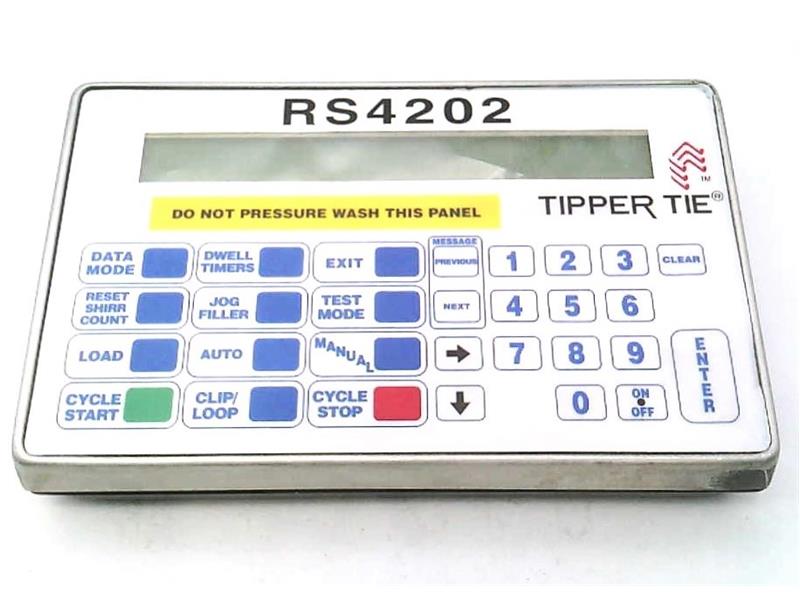 RS4202
TM
TIPPER TIE®
DO NOT PRESSURE WASH THIS PANEL
DATA MODE
DWELL TIMERS
EXIT
MESSAGE
PREVIOUS
1
2
3
CLEAR
RESET SHIRR COUNT
JOG FILLER
TEST MODE
NEXT
4
5
6
LOAD
AUTO
MANUAL
7
8
9
ENTER
CYCLE START
CLIP/ LOOP
CYCLE STOP
0
ON OFF